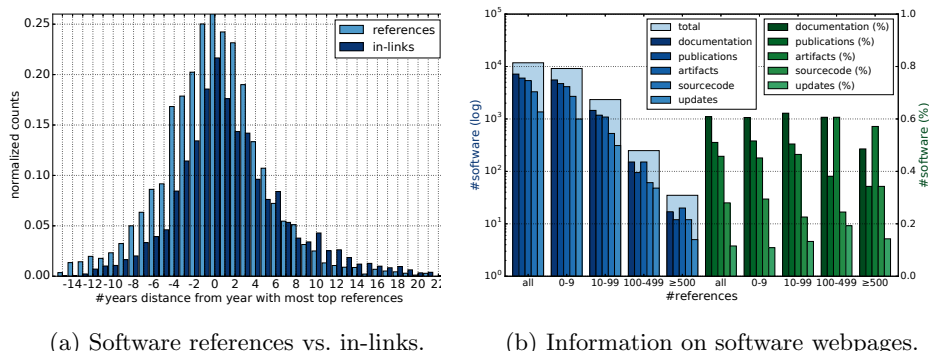 0.25
0.20
0.15
0.10
0.05
0.00
normalized counts
references
in-links
-14 -12 -10 -8 -6 -4 -2 0 2 4 6 8 10 12 14 16 18 20 22
#years distance from year with most top references
(a) Software references vs. in-links.
10⁵
10⁴
10³
10²
10¹
10⁰
#software (log)
total
documentation
publications
artifacts
sourcecode
updates
documentation (%)
publications (%)
artifacts (%)
sourcecode (%)
updates (%)
1.0
0.8
0.6
0.4
0.2
0.0
#software (%)
all 0-9 10-99 100-499 ≥500 all 0-9 10-99 100-499 ≥500
#references
(b) Information on software webpages.